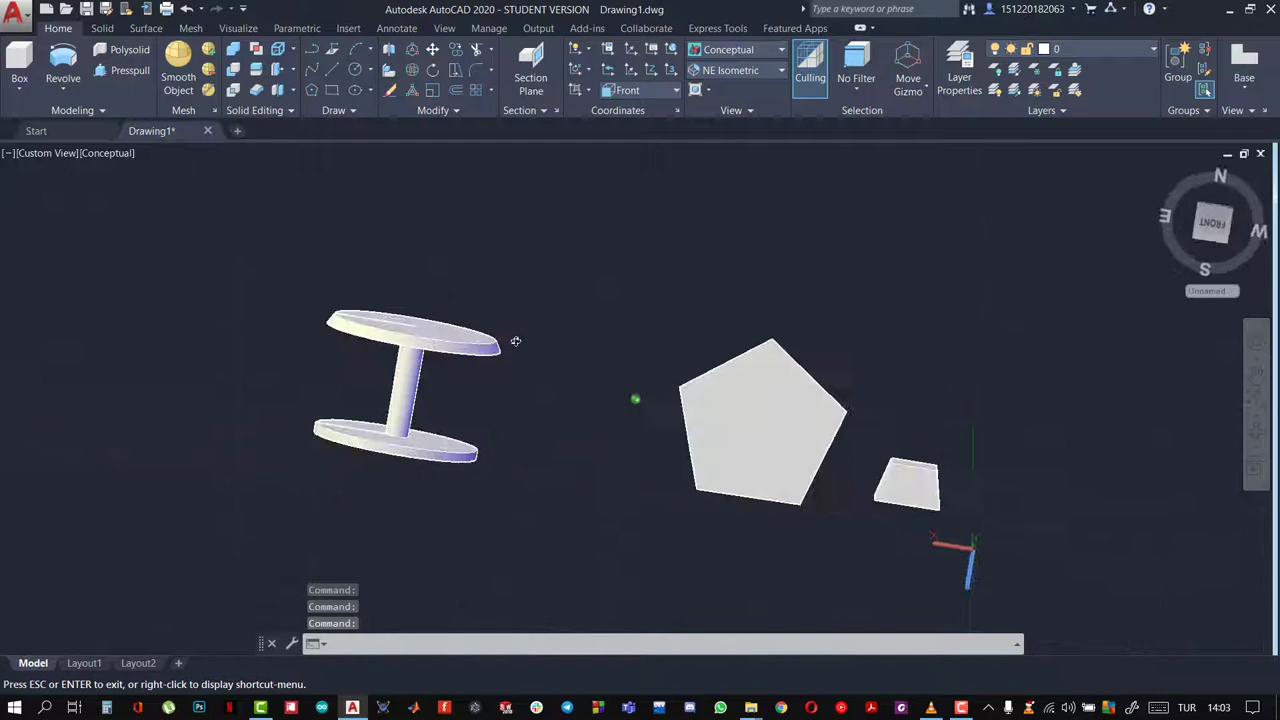 Autodesk AutoCAD 2020 - STUDENT VERSION Drawing1.dwg
Type a keyword or phrase
151220182063
Home Solid Surface Mesh Visualize Parametric Insert Annotate View Manage Output Add-ins Collaborate Express Tools Featured Apps
Box
Revolve
Polysolid
Presspull
Smooth
Object
Section
Plane
Front
Conceptual
NE Isometric
Culling
No Filter
Move
Gizmo
Layer
Properties
0
Group
Base
Modeling Mesh Solid Editing Draw Modify Section Coordinates View Selection Layers Groups View
Start Drawing1* +
[−][Custom View][Conceptual]
N
E
W
S
FRONT
Unnamed
X
Command:
Command:
Command:
Model Layout1 Layout2 +
Press ESC or ENTER to exit, or right-click to display shortcut-menu.
TUR 14:03